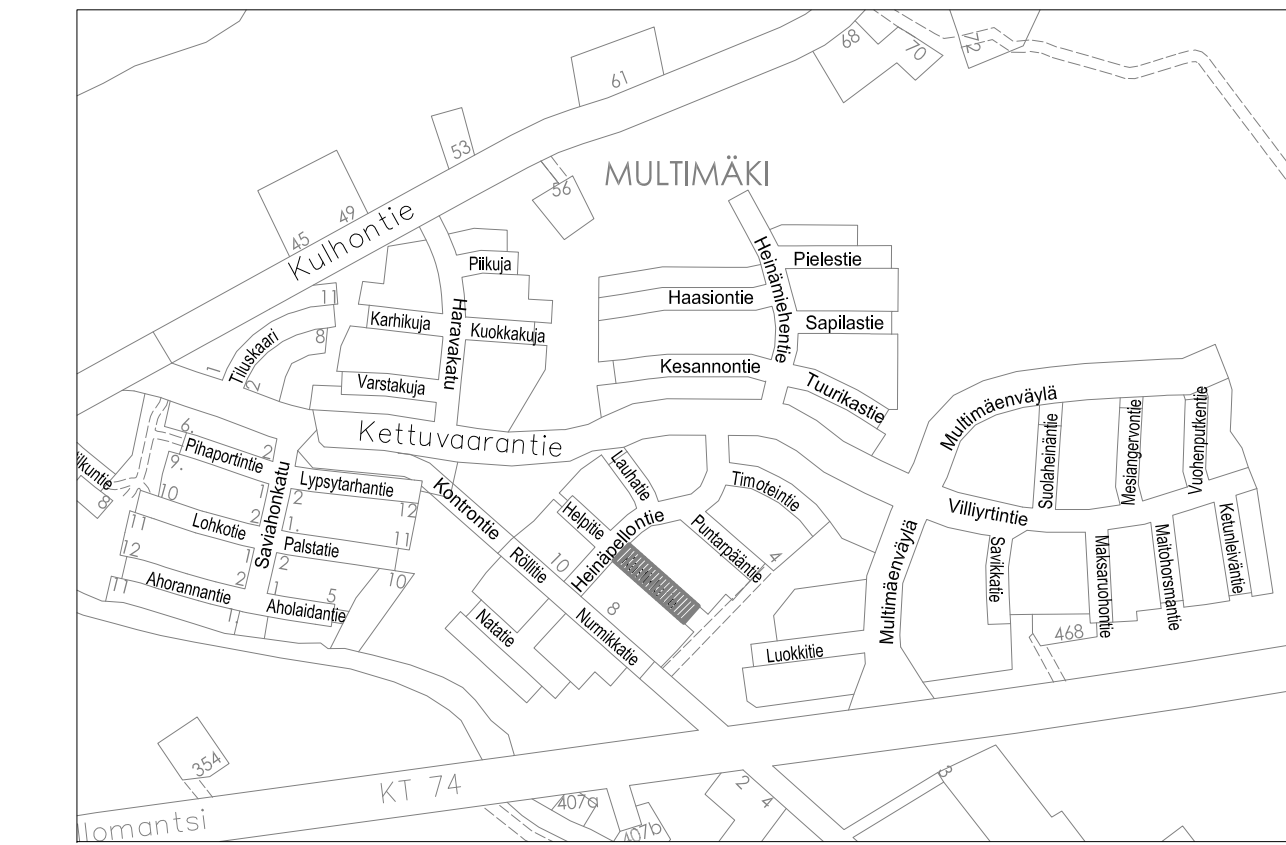 68
70
72
61
53
MULTIMÄKI
56
49
45
Kulhontie
Piikuja
Heinämiehentie
Pielestie
11
Haravakatu
Haasiontie
Karhikuja
Kuokkakuja
Sapilastie
Tiluskaari
8
1
2
Kesannontie
Varstakuja
Tuurikastie
Multimäenväylä
Kettuvaarantie
6.
2
Pihaportintie
9.
Lauhatie
Timoteintie
Suolaheinäntie
Mesiangervontie
Vuohenputkentie
8
10
1
Lypsytarhantie
2
12
Kontrontie
Helpitie
Heinäpellontie
Puntarpääntie
Villiyrtintie
Saviahonkatu
11
Lohkotie
2
1.
11
Multimäenväylä
Savikkatie
Maksaruohontie
Maitohorsmantie
Ketunleiväntie
12
1
Palstatie
10
Röllitie
10
4
2
2
11
Ahorannantie
1
5
Aholaidantie
1.
8
Natatie
Nurmikkatie
Luokkitie
468
354
KT 74
407a
407b
2
4
3